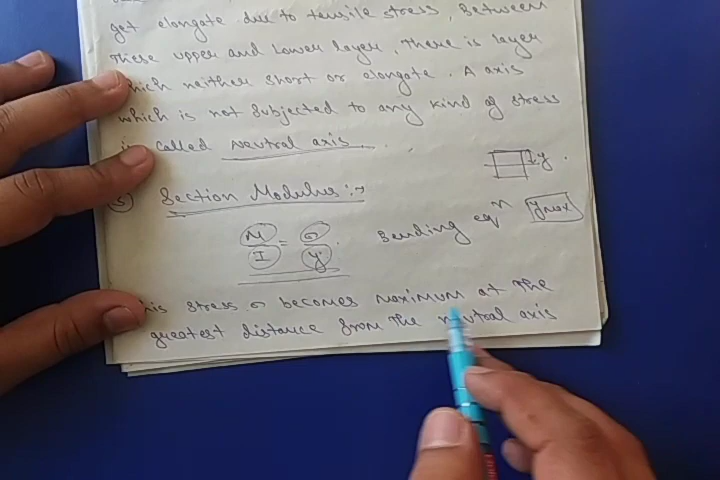 get elongate due to tensile stress, Between
These upper and Lower layer, There is layer
which neither short or elongate. A axis
which is not Subjected to any kind of stress
is called neutral axis.
y.
5 Section Modulus:-
M/I = σ/y. Bending eqn ymax
This stress σ becomes maximum at the
greatest distance from the neutral axis